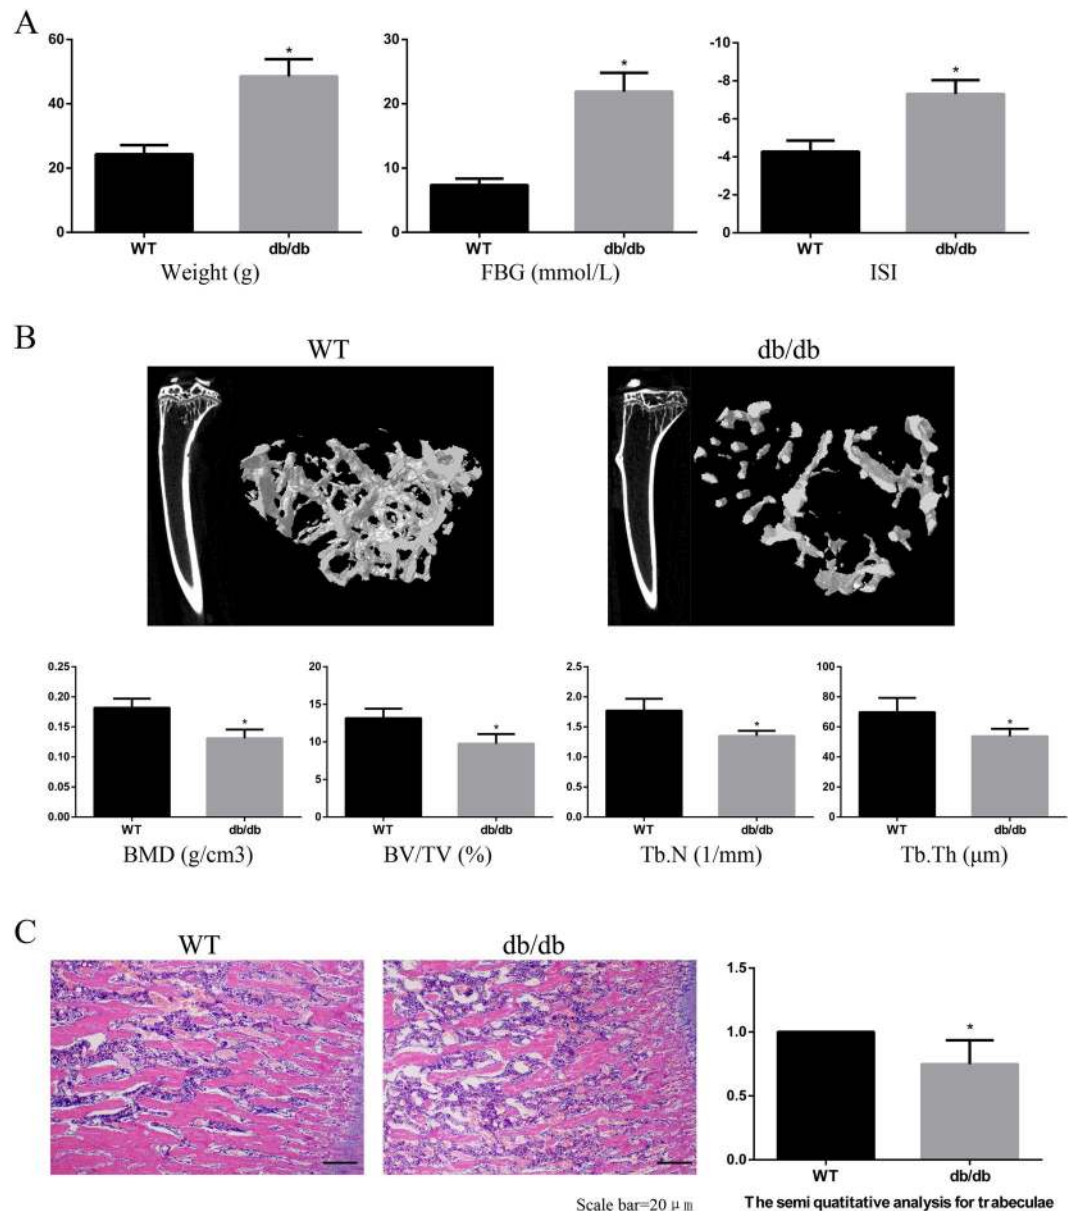 A
60
40
20
0
WT
db/db
*
Weight (g)
30
20
10
0
WT
db/db
*
FBG (mmol/L)
-10
-8
-6
-4
-2
0
WT
db/db
*
ISI
B
WT
db/db
0.25
0.20
0.15
0.10
0.05
0.00
WT
db/db
*
BMD (g/cm3)
20
15
10
5
0
WT
db/db
*
BV/TV (%)
2.5
2.0
1.5
1.0
0.5
0.0
WT
db/db
*
Tb.N (1/mm)
100
80
60
40
20
0
WT
db/db
*
Tb.Th (μm)
C
WT
db/db
Scale bar=20 μm
1.5
1.0
0.5
0.0
WT
db/db
*
The semi quatitative analysis for trabeculae